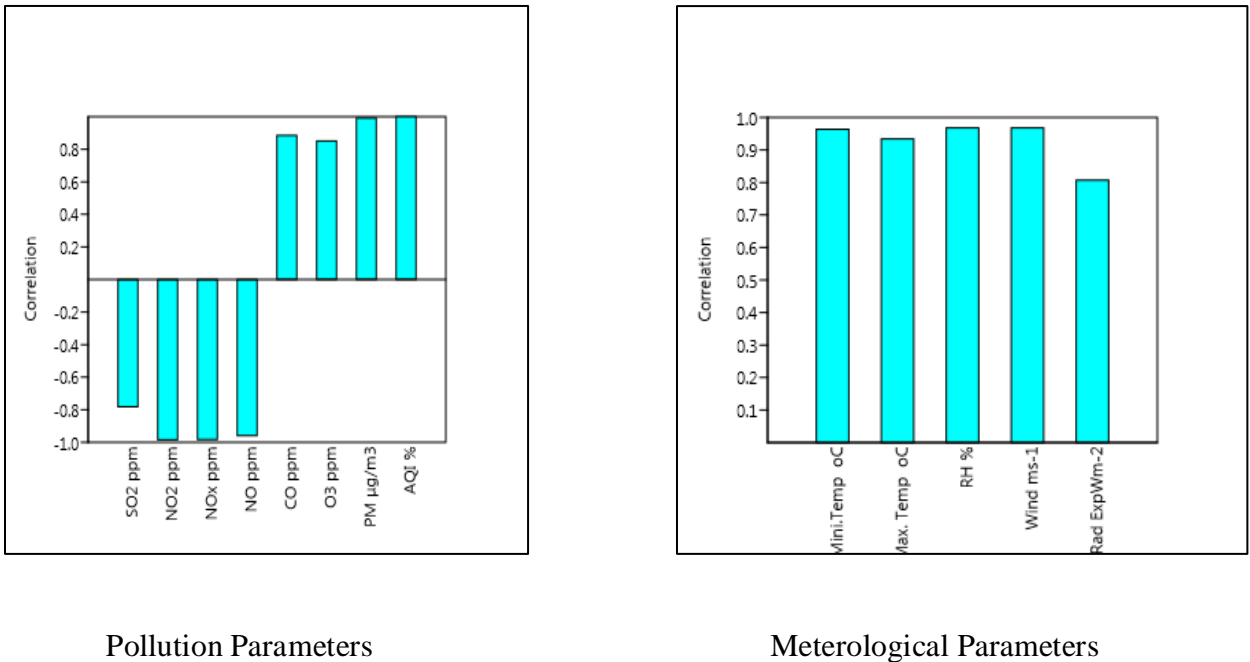 Correlation
0.8
0.6
0.4
0.2
-0.2
-0.4
-0.6
-0.8
-1.0
SO2 ppm
NO2 ppm
NOx ppm
NO ppm
CO ppm
O3 ppm
PM µg/m3
AQI %
Correlation
1.0
0.9
0.8
0.7
0.6
0.5
0.4
0.3
0.2
0.1
Mini.Temp oC
Max. Temp oC
RH %
Wind ms-1
Rad ExpWm-2
Pollution Parameters
Meterological Parameters